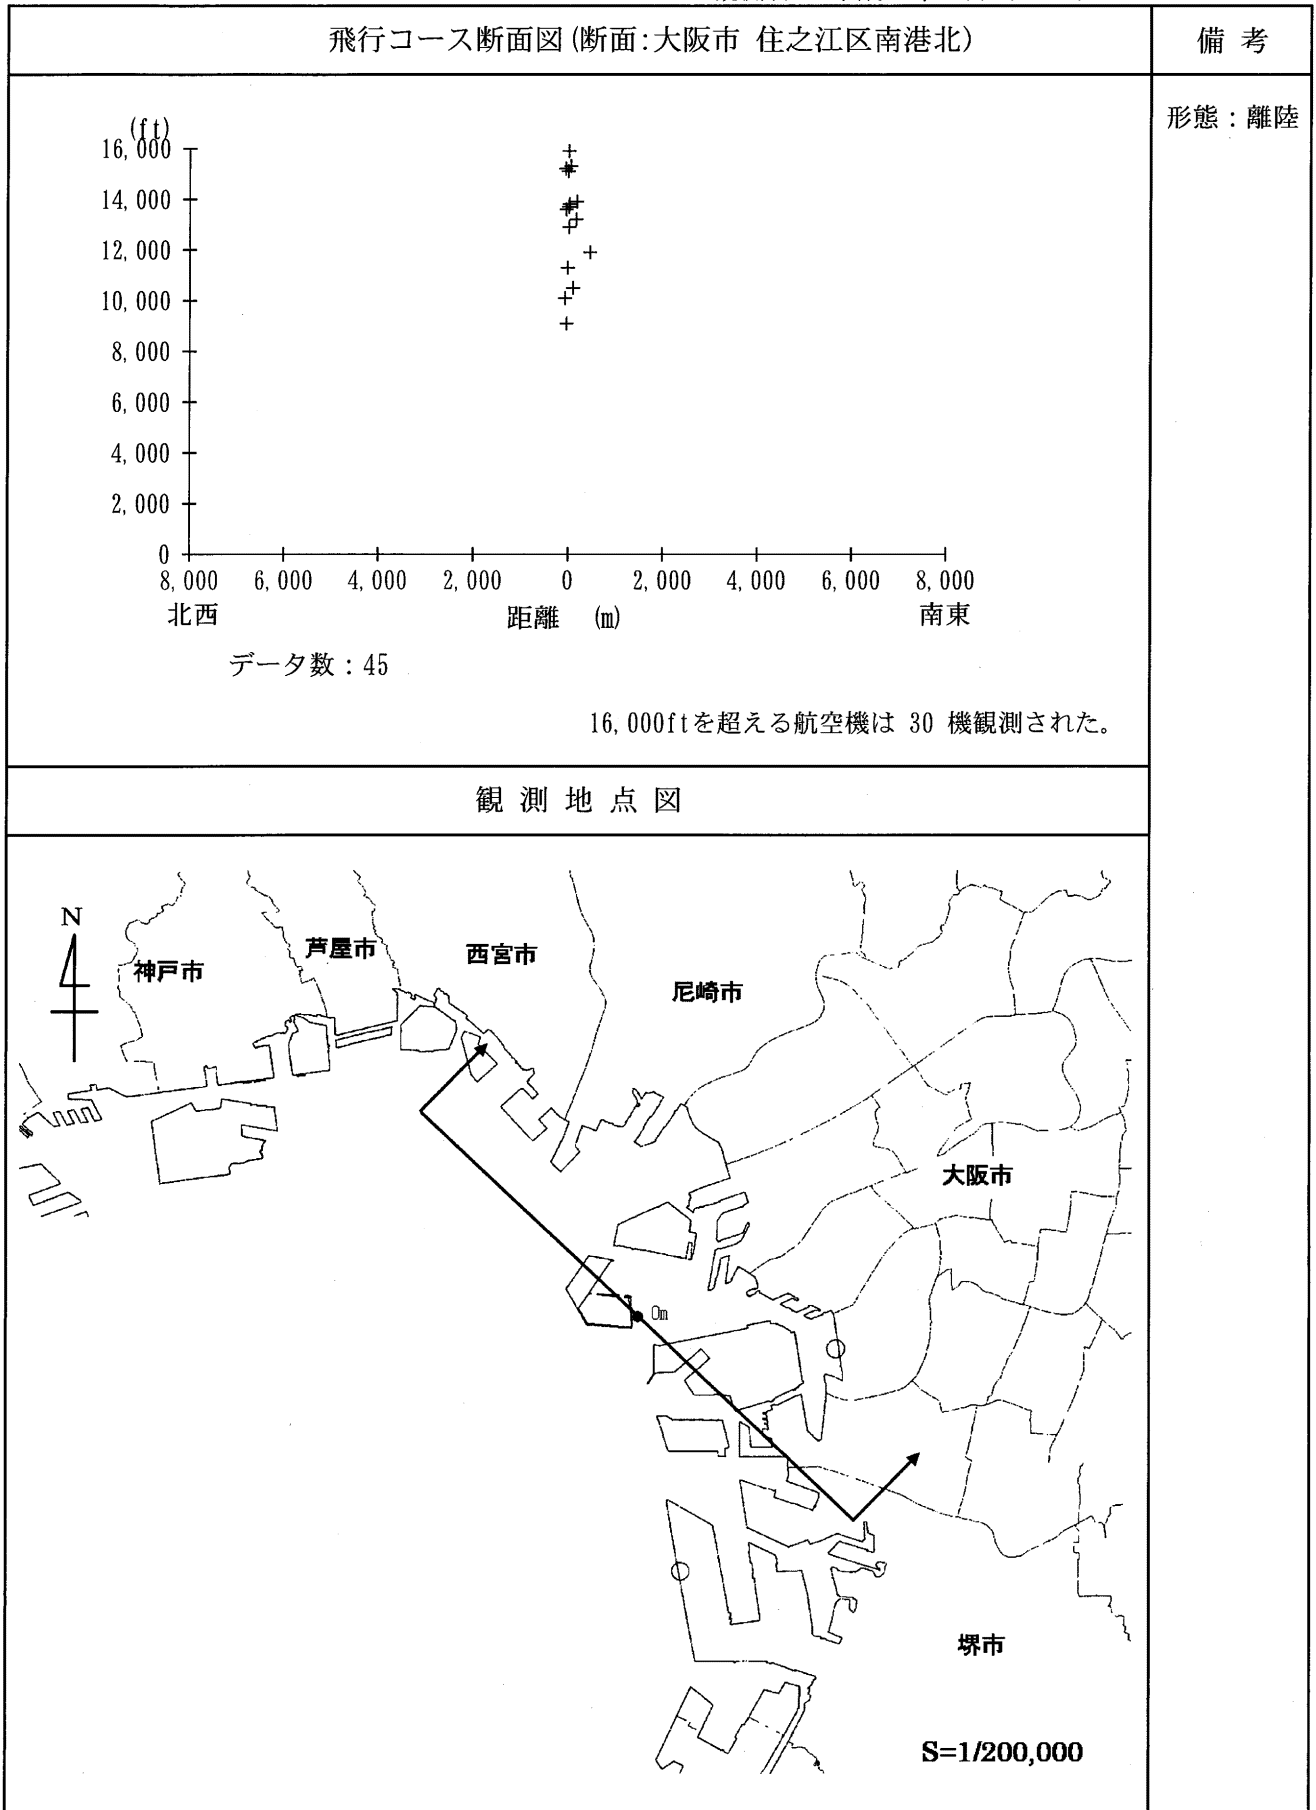 飛行コース断面図(断面:大阪市 住之江区南港北)
備 考
形態:離陸
(ft)
16,000
14,000
12,000
10,000
8,000
6,000
4,000
2,000
0
8,000 6,000 4,000 2,000 0 2,000 4,000 6,000 8,000
北西 距離 (m) 南東
データ数:45
16,000ftを超える航空機は 30 機観測された。
観 測 地 点 図
N
神戸市
芦屋市
西宮市
尼崎市
大阪市
0m
堺市
S=1/200,000